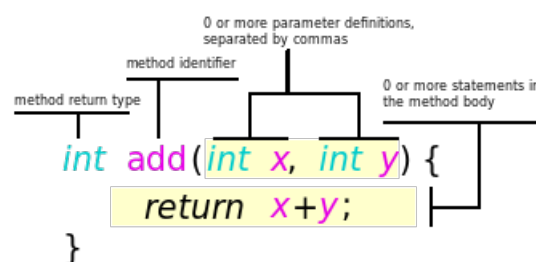 0 or more parameter definitions,
separated by commas
method identifier
0 or more statements in
the method body
method return type
int add(int x, int y) {
return x+y;
}